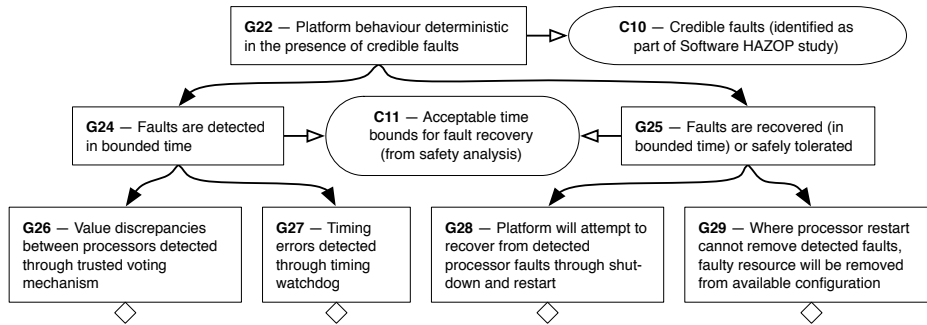 G22 — Platform behaviour deterministic
in the presence of credible faults
C10 — Credible faults (identified as
part of Software HAZOP study)
G24 — Faults are detected
in bounded time
C11 — Acceptable time
bounds for fault recovery
(from safety analysis)
G25 — Faults are recovered (in
bounded time) or safely tolerated
G26 — Value discrepancies
between processors detected
through trusted voting
mechanism
G27 — Timing
errors detected
through timing
watchdog
G28 — Platform will attempt to
recover from detected
processor faults through shut-
down and restart
G29 — Where processor restart
cannot remove detected faults,
faulty resource will be removed
from available configuration